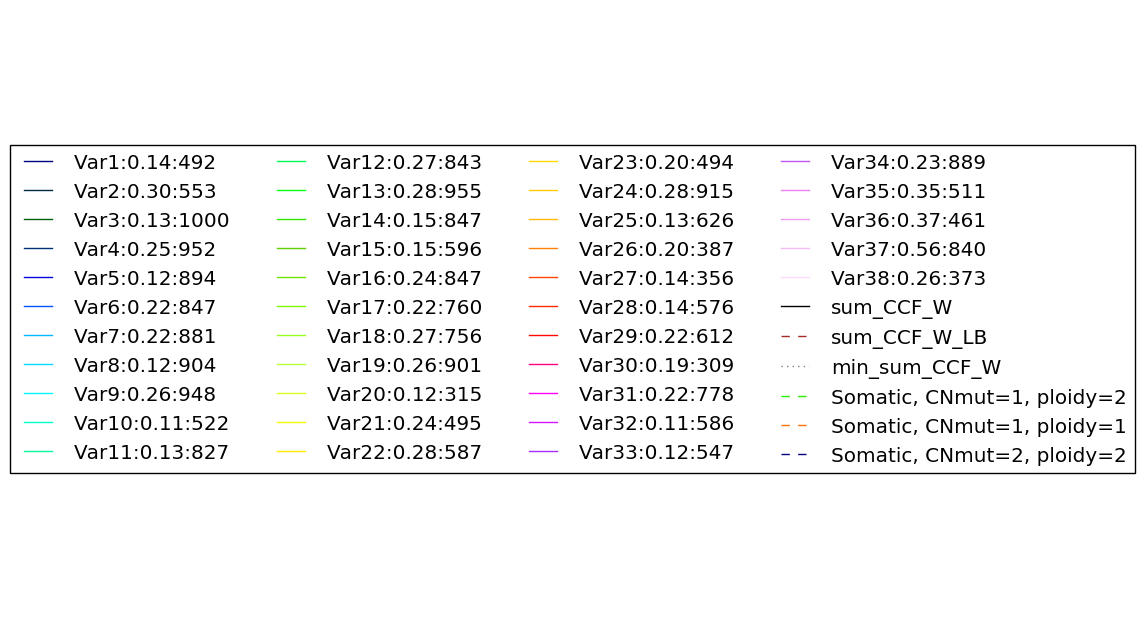 Var1:0.14:492
Var2:0.30:553
Var3:0.13:1000
Var4:0.25:952
Var5:0.12:894
Var6:0.22:847
Var7:0.22:881
Var8:0.12:904
Var9:0.26:948
Var10:0.11:522
Var11:0.13:827
Var12:0.27:843
Var13:0.28:955
Var14:0.15:847
Var15:0.15:596
Var16:0.24:847
Var17:0.22:760
Var18:0.27:756
Var19:0.26:901
Var20:0.12:315
Var21:0.24:495
Var22:0.28:587
Var23:0.20:494
Var24:0.28:915
Var25:0.13:626
Var26:0.20:387
Var27:0.14:356
Var28:0.14:576
Var29:0.22:612
Var30:0.19:309
Var31:0.22:778
Var32:0.11:586
Var33:0.12:547
Var34:0.23:889
Var35:0.35:511
Var36:0.37:461
Var37:0.56:840
Var38:0.26:373
sum_CCF_W
sum_CCF_W_LB
min_sum_CCF_W
Somatic, CNmut=1, ploidy=2
Somatic, CNmut=1, ploidy=1
Somatic, CNmut=2, ploidy=2